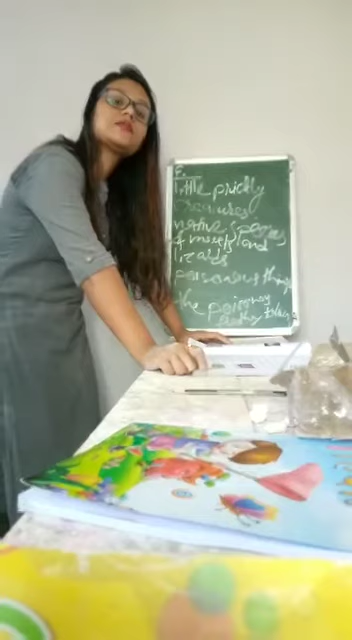 E.
little prickly
creatures
native species
of insects and
lizards
poisonous things
the poisonous